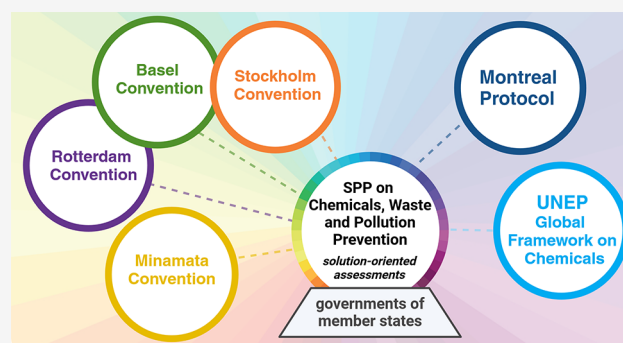 Basel
Convention
Stockholm
Convention
Montreal
Protocol
Rotterdam
Convention
SPP on
Chemicals, Waste
and Pollution
Prevention
solution-oriented
assessments
UNEP
Global
Framework on
Chemicals
Minamata
Convention
governments of
member states